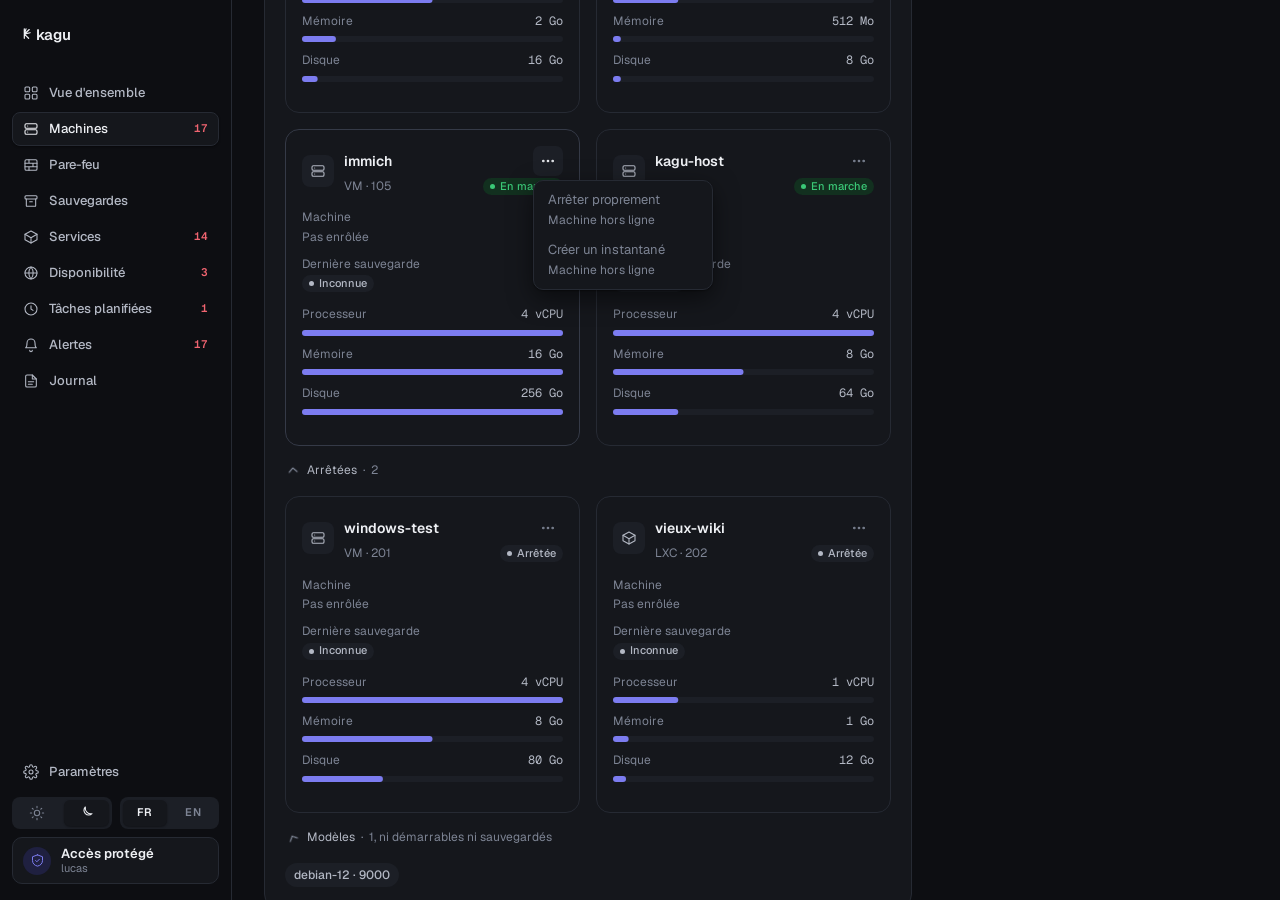 kagu
Vue d'ensemble
Machines 17
Pare-feu
Sauvegardes
Services 14
Disponibilité 3
Tâches planifiées 1
Alertes 17
Journal
Paramètres
FR EN
Accès protégé
lucas
Mémoire 2 Go
Disque 16 Go
Mémoire 512 Mo
Disque 8 Go
immich
VM · 105
Machine
Pas enrôlée
Dernière sauvegarde
Inconnue
Processeur 4 vCPU
Mémoire 16 Go
Disque 256 Go
Arrêter proprement
Machine hors ligne
Créer un instantané
Machine hors ligne
kagu-host
En marche
Processeur 4 vCPU
Mémoire 8 Go
Disque 64 Go
Arrêtées · 2
windows-test
VM · 201 Arrêtée
Machine
Pas enrôlée
Dernière sauvegarde
Inconnue
Processeur 4 vCPU
Mémoire 8 Go
Disque 80 Go
vieux-wiki
LXC · 202 Arrêtée
Machine
Pas enrôlée
Dernière sauvegarde
Inconnue
Processeur 1 vCPU
Mémoire 1 Go
Disque 12 Go
Modèles · 1, ni démarrables ni sauvegardés
debian-12 · 9000